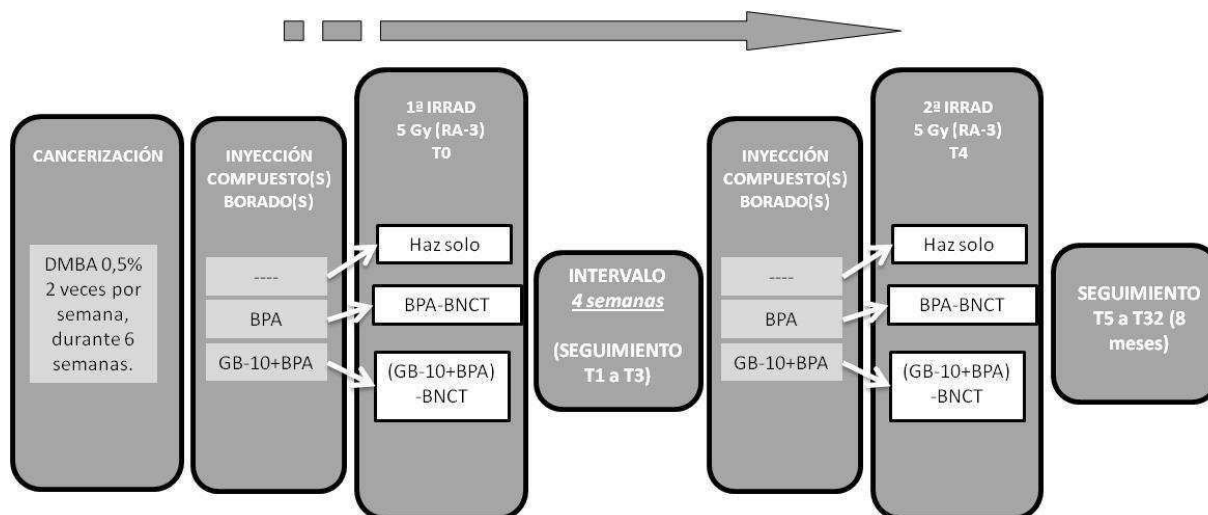 CANCERIZACIÓN
DMBA 0,5%
2 veces por
semana,
durante 6
semanas.
INYECCIÓN
COMPUESTO(S)
BORADO(S)
----
BPA
GB-10+BPA
1ª IRRAD
5 Gy (RA-3)
T0
Haz solo
BPA-BNCT
(GB-10+BPA)
-BNCT
INTERVALO
4 semanas
(SEGUIMIENTO
T1 a T3)
INYECCIÓN
COMPUESTO(S)
BORADO(S)
----
BPA
GB-10+BPA
2ª IRRAD
5 Gy (RA-3)
T4
Haz solo
BPA-BNCT
(GB-10+BPA)
-BNCT
SEGUIMIENTO
T5 a T32 (8
meses)